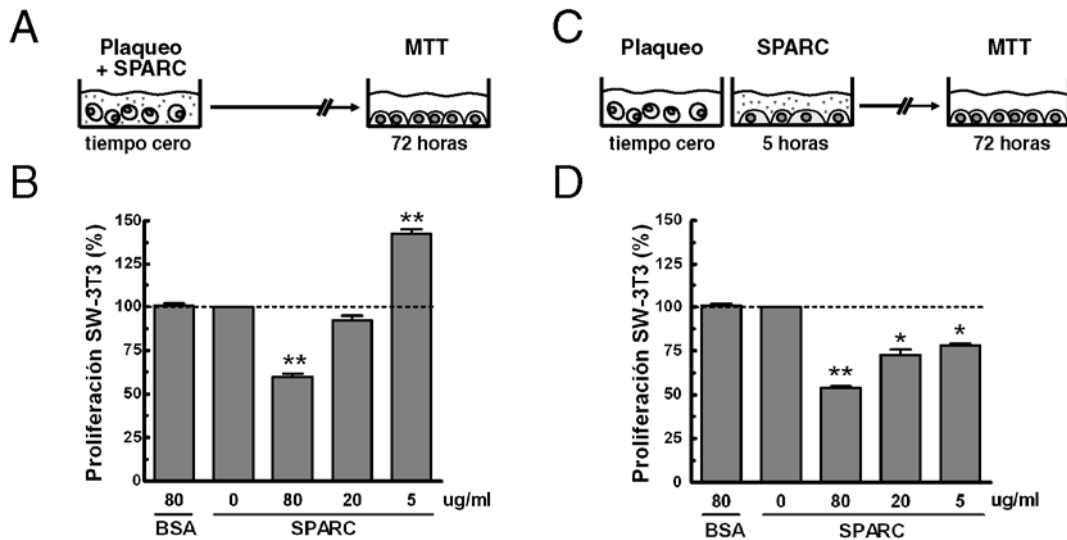 A
Plaqueo
+ SPARC
MTT
tiempo cero
72 horas
B
Proliferación SW-3T3 (%)
150
125
100
75
50
25
0
**
**
80 0 80 20 5 ug/ml
BSA SPARC
C
Plaqueo SPARC MTT
tiempo cero 5 horas 72 horas
D
Proliferación SW-3T3 (%)
150
125
100
75
50
25
0
** * *
80 0 80 20 5 ug/ml
BSA SPARC